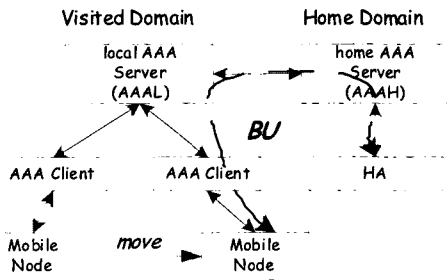 Visited Domain Home Domain
local AAA home AAA
Server Server
(AAAL) (AAAH)
BU
AAA Client AAA Client HA
Mobile move Mobile
Node Node